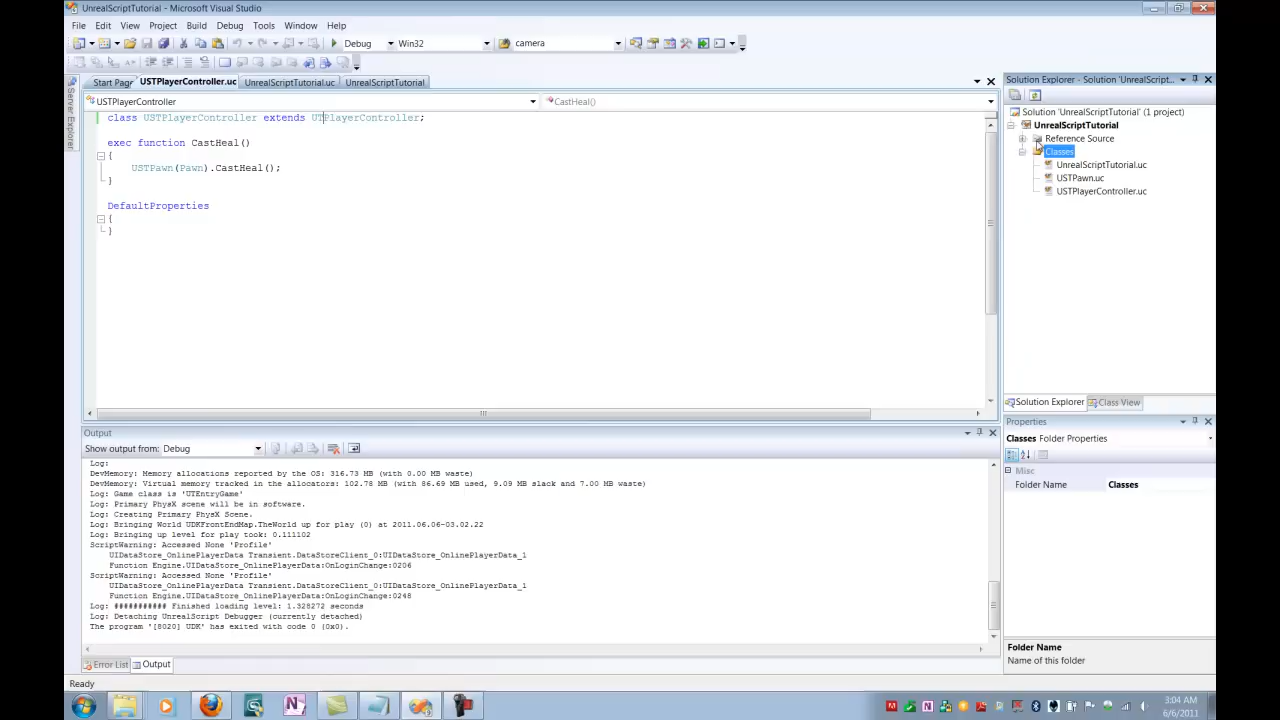 UnrealScriptTutorial - Microsoft Visual Studio
File Edit View Project Build Debug Tools Window Help
Debug Win32 camera
Start Page USTPlayerController.uc UnrealScriptTutorial.uc UnrealScriptTutorial
USTPlayerController CastHeal()
class USTPlayerController extends UTPlayerController;
exec function CastHeal()
{
USTPawn(Pawn).CastHeal();
}
DefaultProperties
{
}
Server Explorer
Solution Explorer - Solution 'UnrealScript...
Solution 'UnrealScriptTutorial' (1 project)
UnrealScriptTutorial
Reference Source
Classes
UnrealScriptTutorial.uc
USTPawn.uc
USTPlayerController.uc
Solution Explorer Class View
Properties
Classes Folder Properties
Misc
Folder Name Classes
Folder Name
Name of this folder
Output
Show output from: Debug
Log:
DevMemory: Memory allocations reported by the OS: 316.73 MB (with 0.00 MB waste)
DevMemory: Virtual memory tracked in the allocations: 102.78 MB (with 86.69 MB used, 9.09 MB slack and 7.00 MB waste)
Log: Game class is 'UTEntryGame'
Log: Primary PhysX scene will be in software.
Log: Creating Primary PhysX Scene.
Log: Bringing World UDKFrontEndMap.TheWorld up for play (0) at 2011.06.06-03.02.22
Log: Bringing up level for play took: 0.111102
ScriptWarning: Accessed None 'Profile'
UIDataStore_OnlinePlayerData Transient.DataStoreClient_0:UIDataStore_OnlinePlayerData_1
Function Engine.UIDataStore_OnlinePlayerData:OnLoginChange:0206
ScriptWarning: Accessed None 'Profile'
UIDataStore_OnlinePlayerData Transient.DataStoreClient_0:UIDataStore_OnlinePlayerData_1
Function Engine.UIDataStore_OnlinePlayerData:OnLoginChange:0248
Log: ########### Finished loading level: 1.328272 seconds
Log: Detaching UnrealScript Debugger (currently detached)
The program '[8020] UDK' has exited with code 0 (0x0).
Error List Output
Ready
3:04 AM
6/6/2011